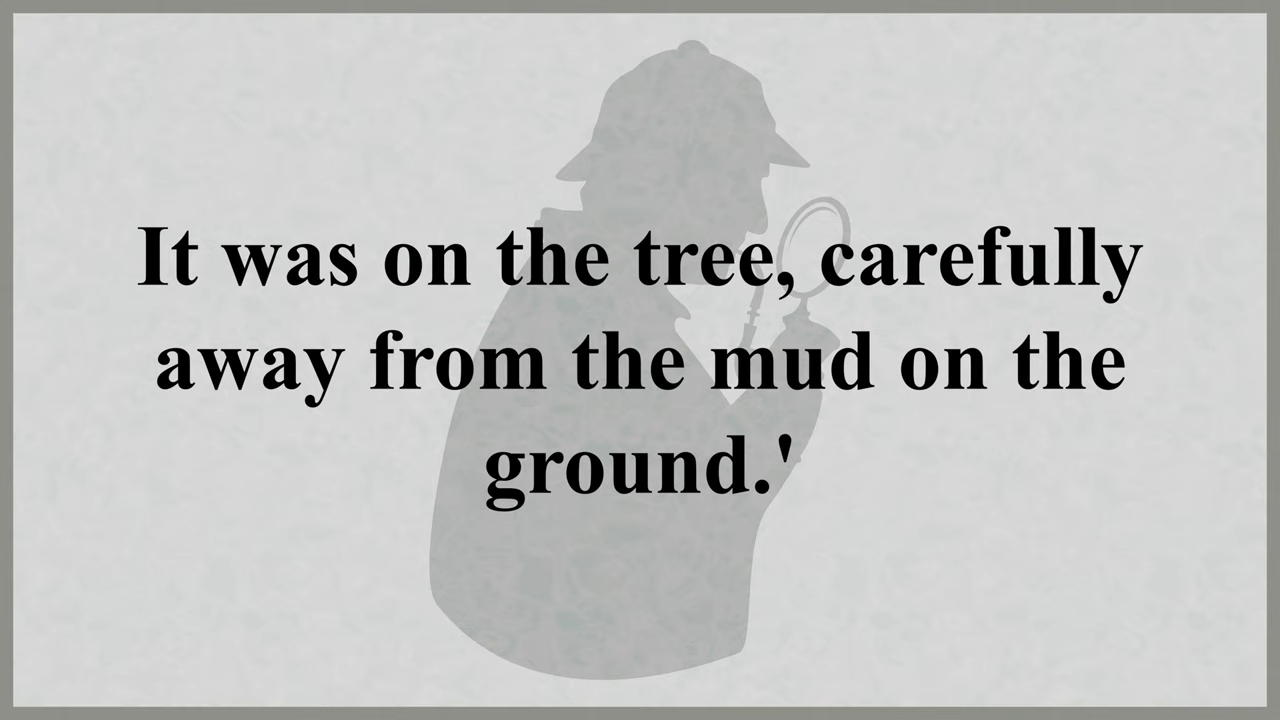 It was on the tree, carefully
away from the mud on the
ground.'